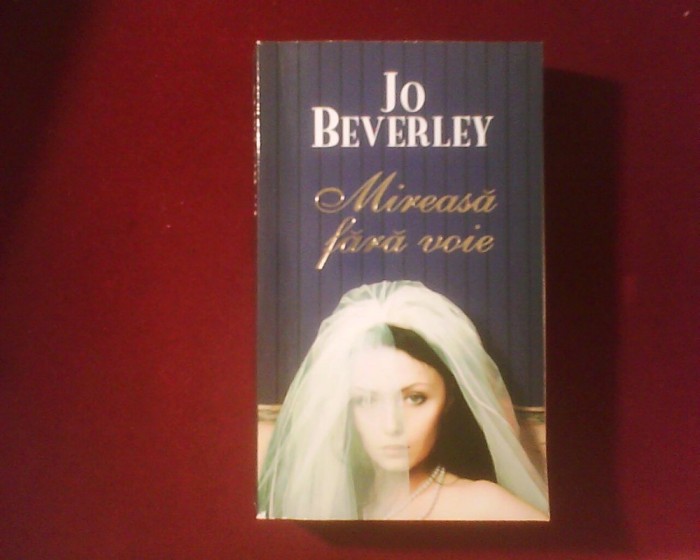 Jo
Beverley
Mireasă
fără voie